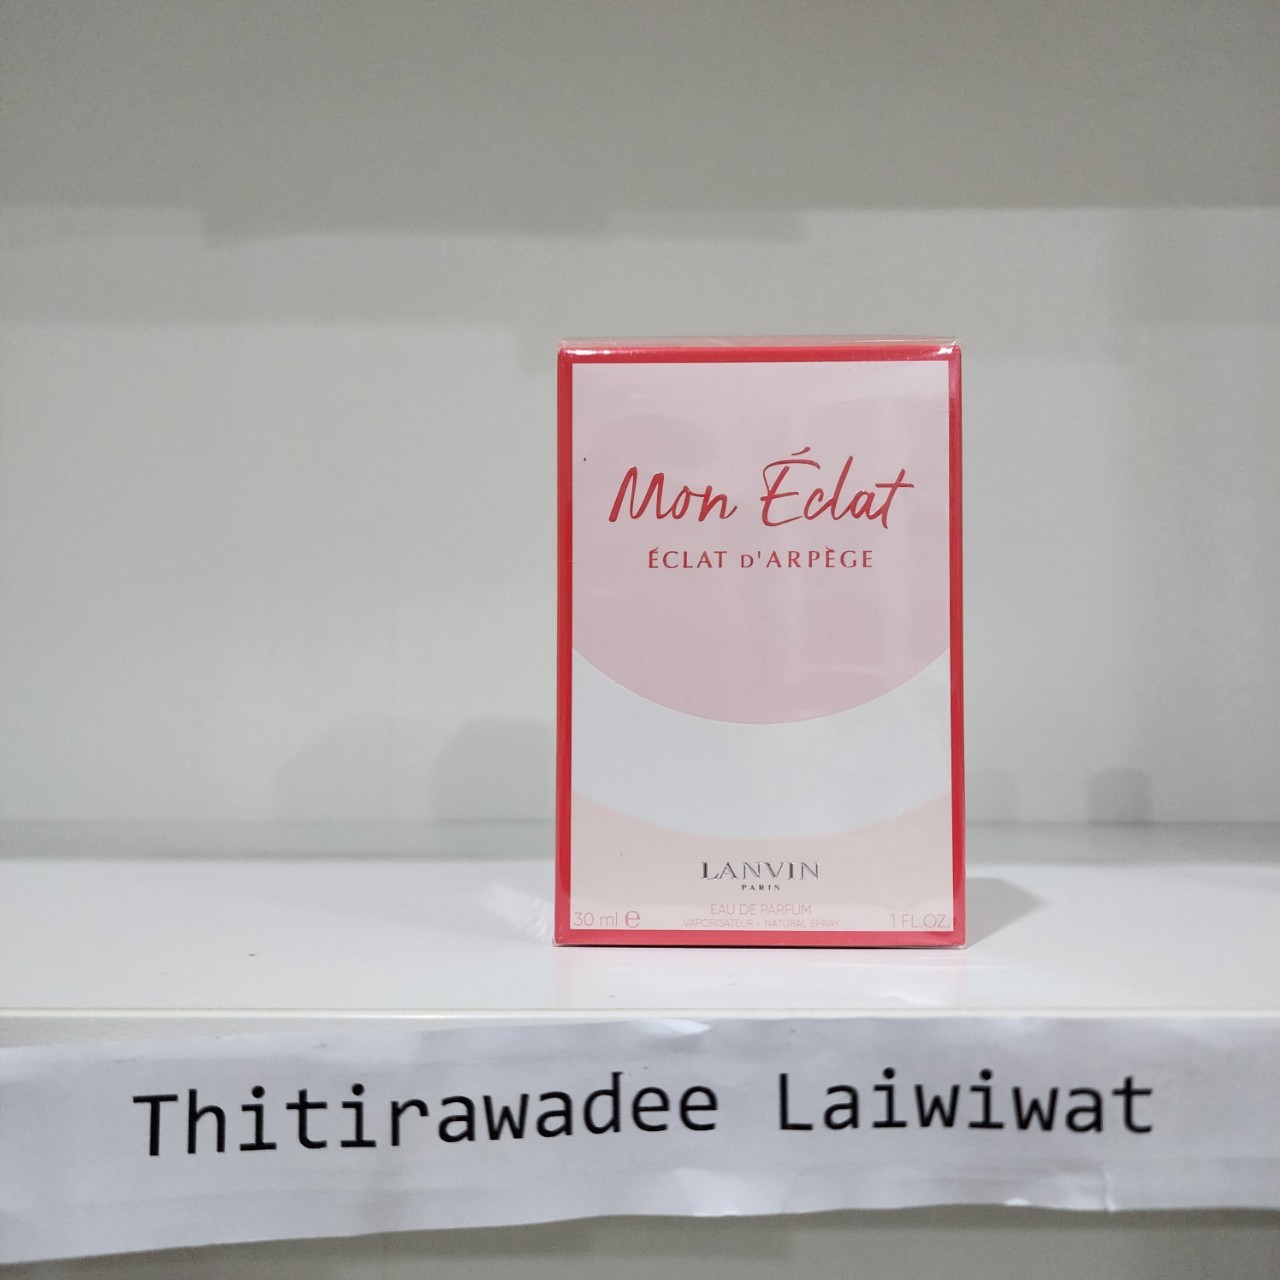 Mon Éclat
ÉCLAT D'ARPÈGE
LANVIN
PARIS
EAU DE PARFUM
30 ml e VAPORISATEUR - NATURAL SPRAY 1 FL.OZ.
Thitirawadee Laiwiwat